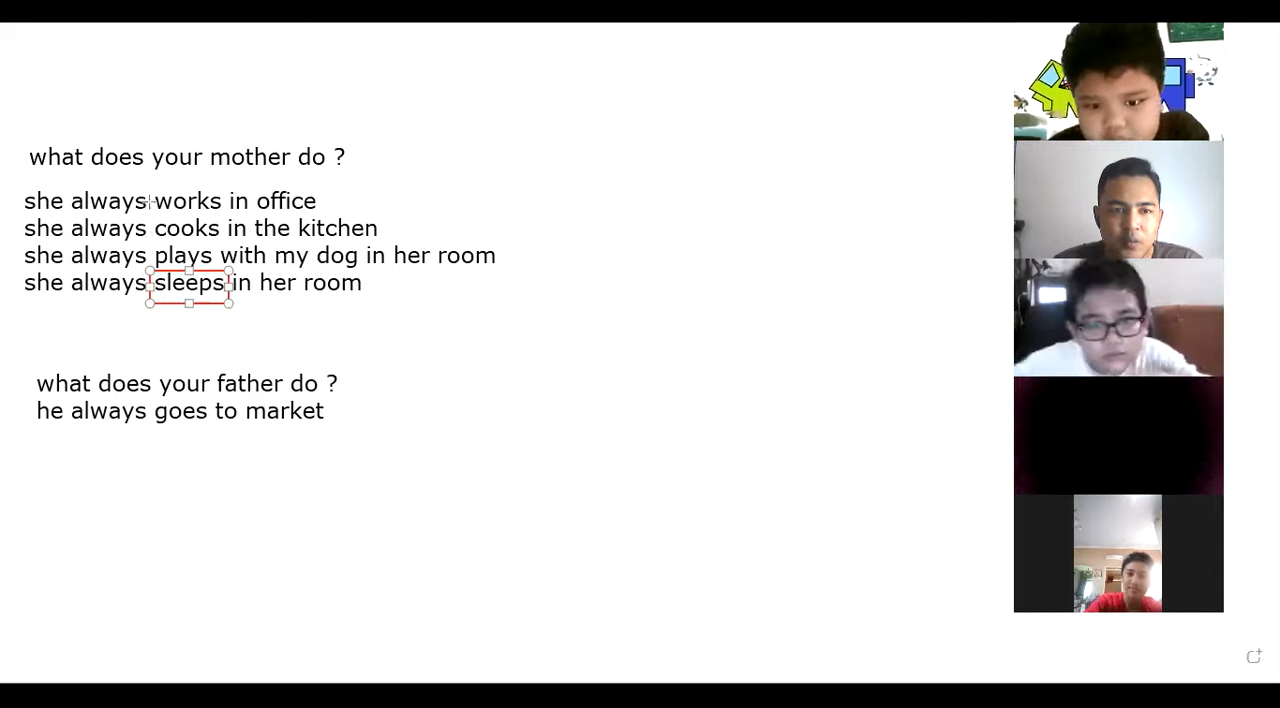 what does your mother do ?
she always works in office
she always cooks in the kitchen
she always plays with my dog in her room
she always sleeps in her room
what does your father do ?
he always goes to market